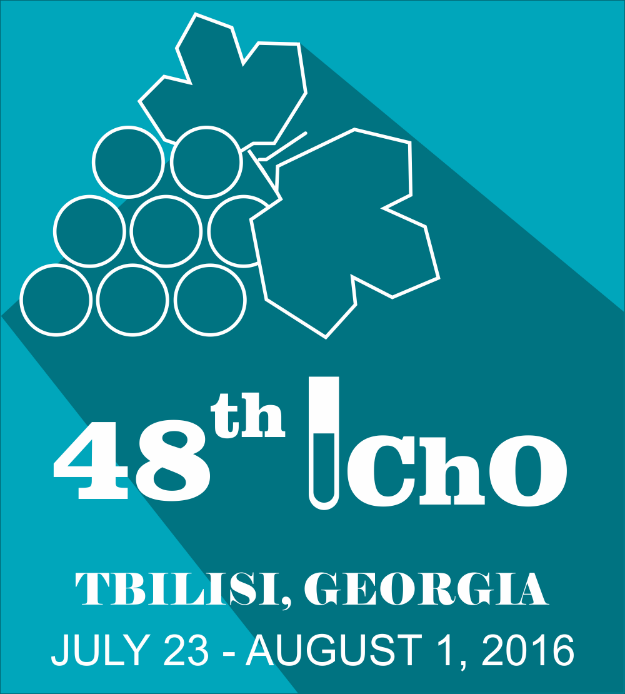 48th IChO
TBILISI, GEORGIA
JULY 23 - AUGUST 1, 2016